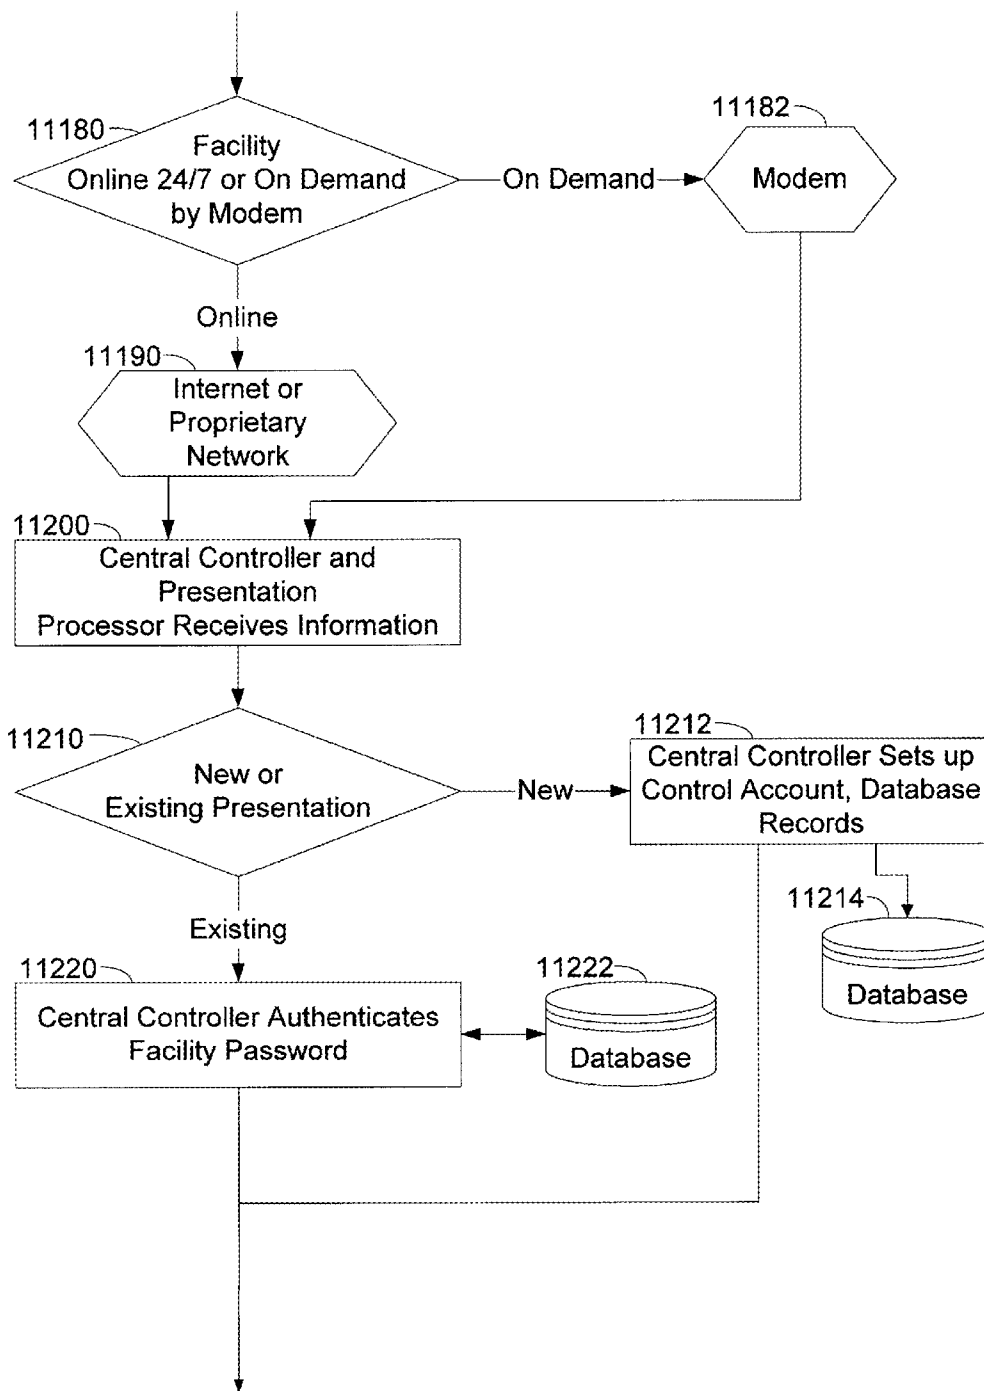 11180
Facility
Online 24/7 or On Demand
by Modem
On Demand
11182
Modem
Online
11190
Internet or
Proprietary
Network
11200
Central Controller and
Presentation
Processor Receives Information
11210
New or
Existing Presentation
New
11212
Central Controller Sets up
Control Account, Database
Records
11214
Database
Existing
11220
Central Controller Authenticates
Facility Password
11222
Database